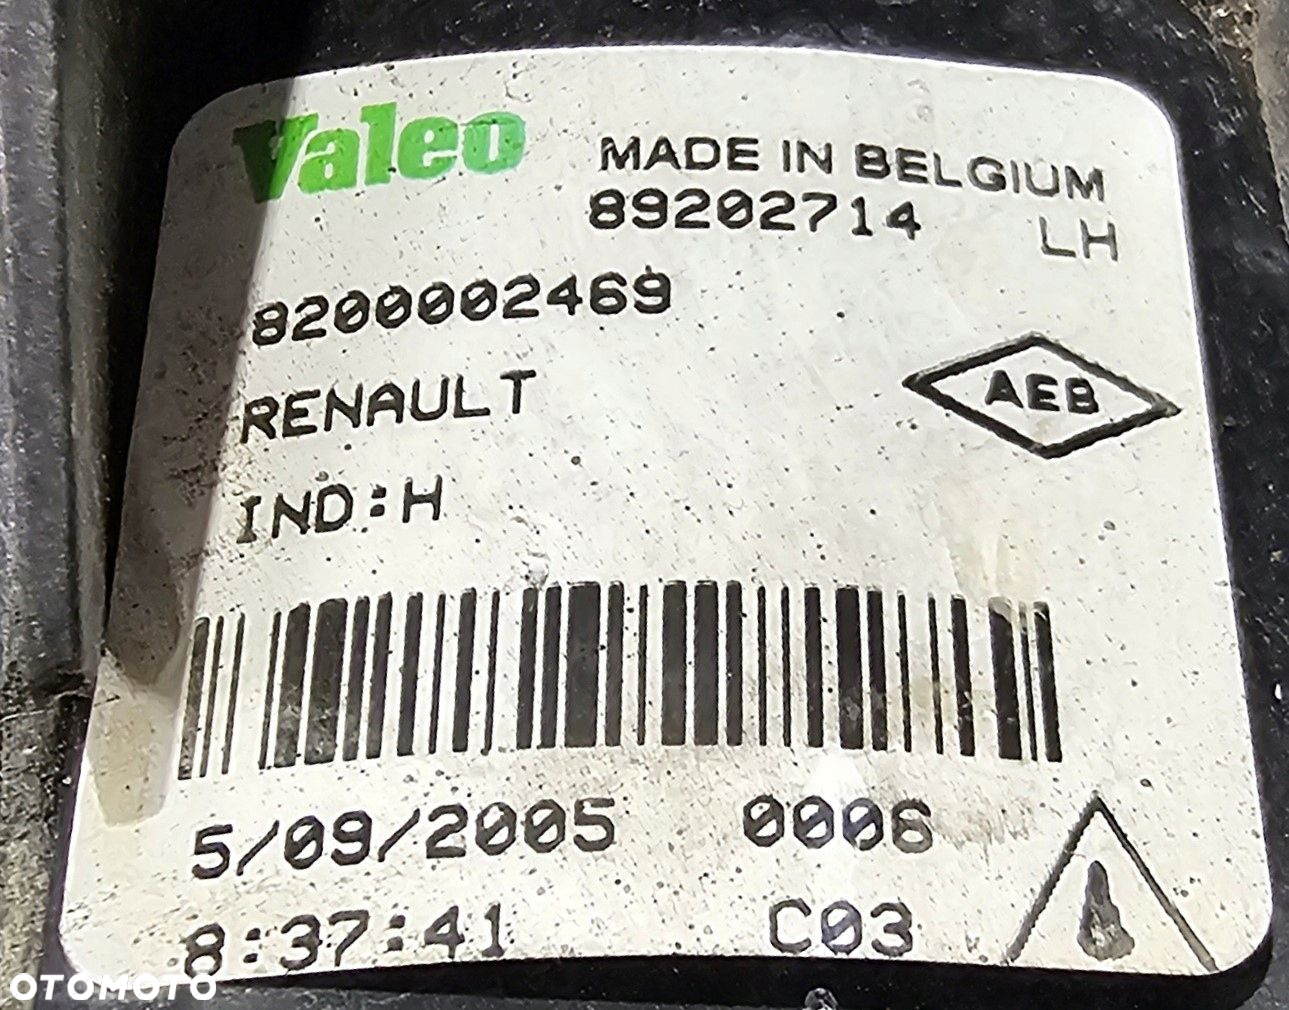 Valeo
MADE IN BELGIUM
89202714 LH
8200002469
RENAULT
AEB
IND:H
5/09/2005 0006
8:37:41 C03
OTOMOTO